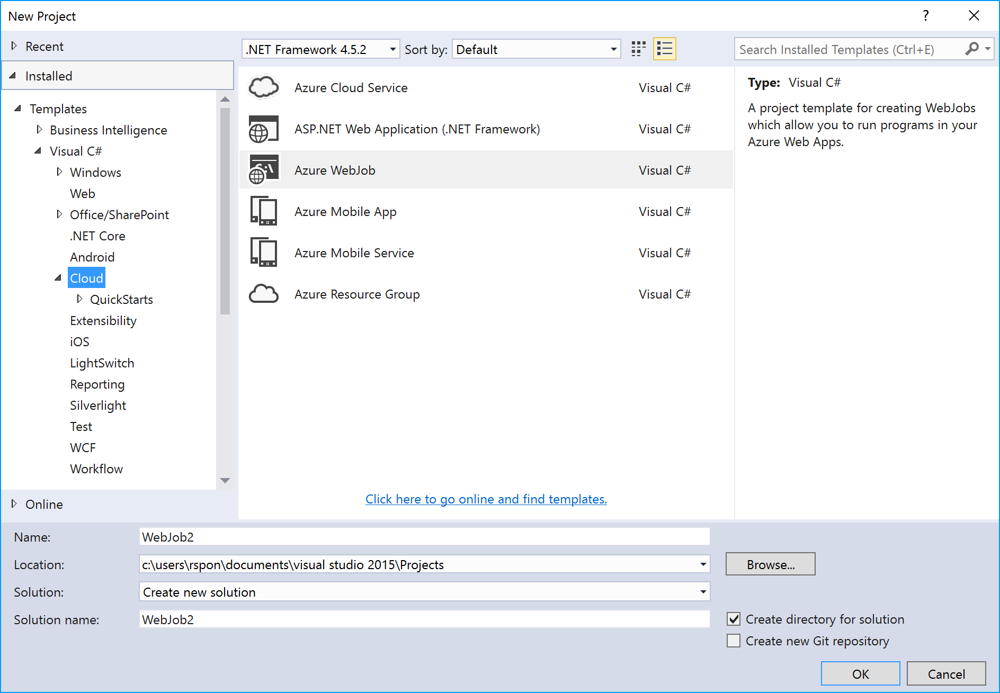 New Project
?
Recent
.NET Framework 4.5.2
Sort by:
Default
Search Installed Templates (Ctrl+E)
Installed
Templates
Business Intelligence
Visual C#
Windows
Web
Office/SharePoint
.NET Core
Android
Cloud
QuickStarts
Extensibility
iOS
LightSwitch
Reporting
Silverlight
Test
WCF
Workflow
Online
Azure Cloud Service Visual C#
ASP.NET Web Application (.NET Framework) Visual C#
Azure WebJob Visual C#
Azure Mobile App Visual C#
Azure Mobile Service Visual C#
Azure Resource Group Visual C#
Click here to go online and find templates.
Type: Visual C#
A project template for creating WebJobs
which allow you to run programs in your
Azure Web Apps.
Name: WebJob2
Location: c:\users\rspon\documents\visual studio 2015\Projects
Browse...
Solution: Create new solution
Solution name: WebJob2
Create directory for solution
Create new Git repository
OK
Cancel